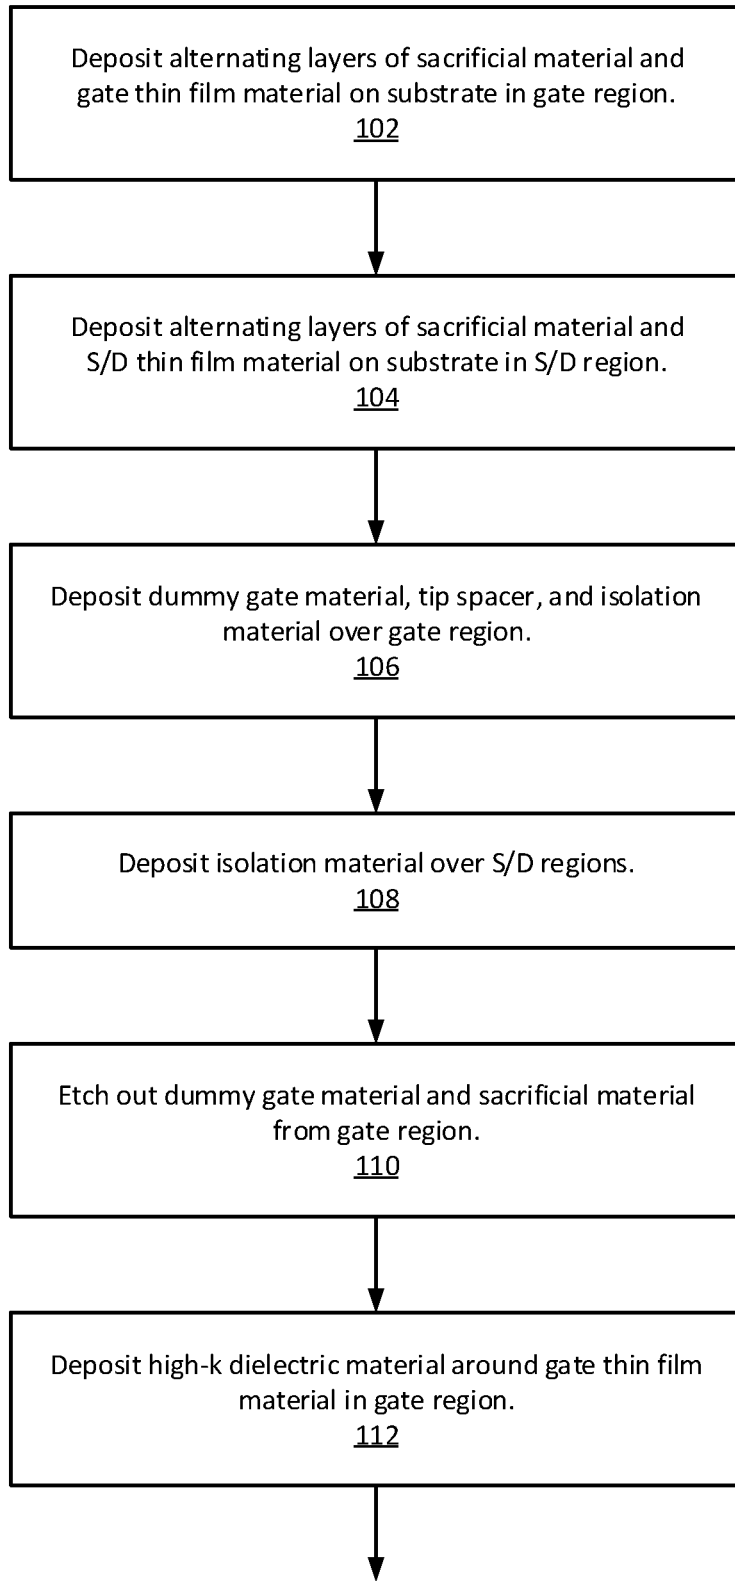 Deposit alternating layers of sacrificial material and
gate thin film material on substrate in gate region.
102
Deposit alternating layers of sacrificial material and
S/D thin film material on substrate in S/D region.
104
Deposit dummy gate material, tip spacer, and isolation
material over gate region.
106
Deposit isolation material over S/D regions.
108
Etch out dummy gate material and sacrificial material
from gate region.
110
Deposit high-k dielectric material around gate thin film
material in gate region.
112